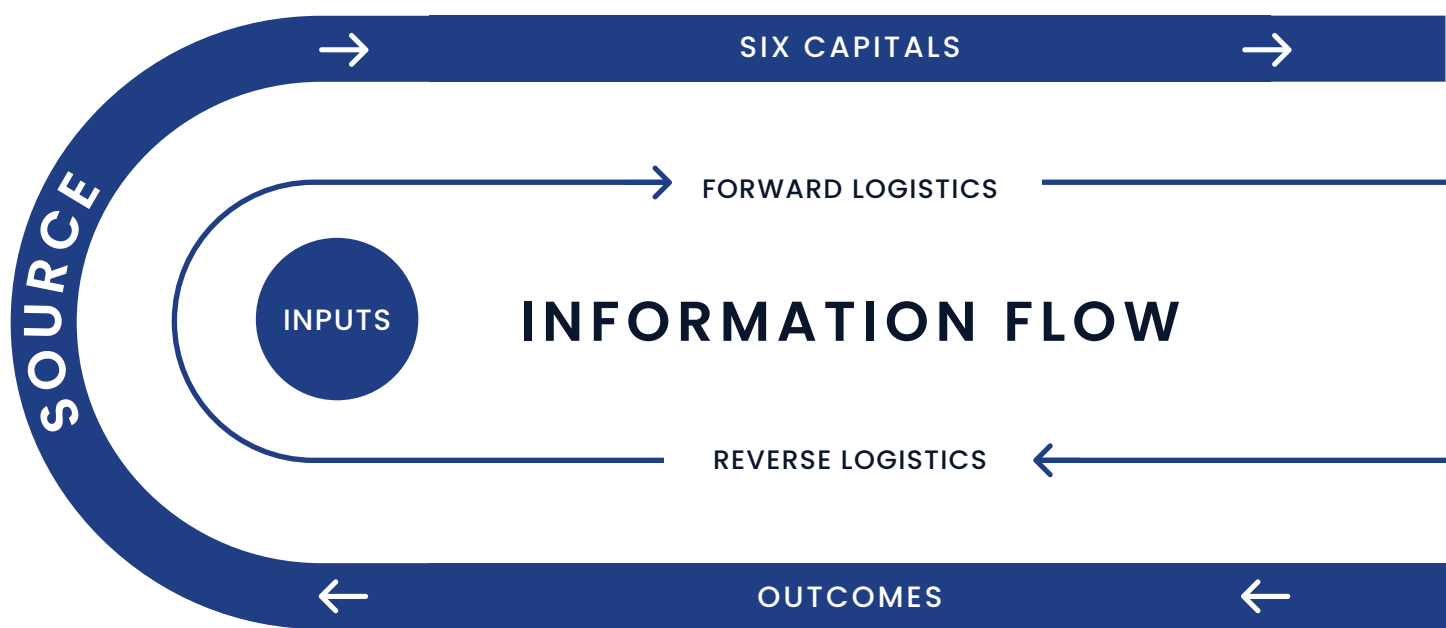 SIX CAPITALS
FORWARD LOGISTICS
SOURCE
INPUTS
INFORMATION FLOW
REVERSE LOGISTICS
OUTCOMES